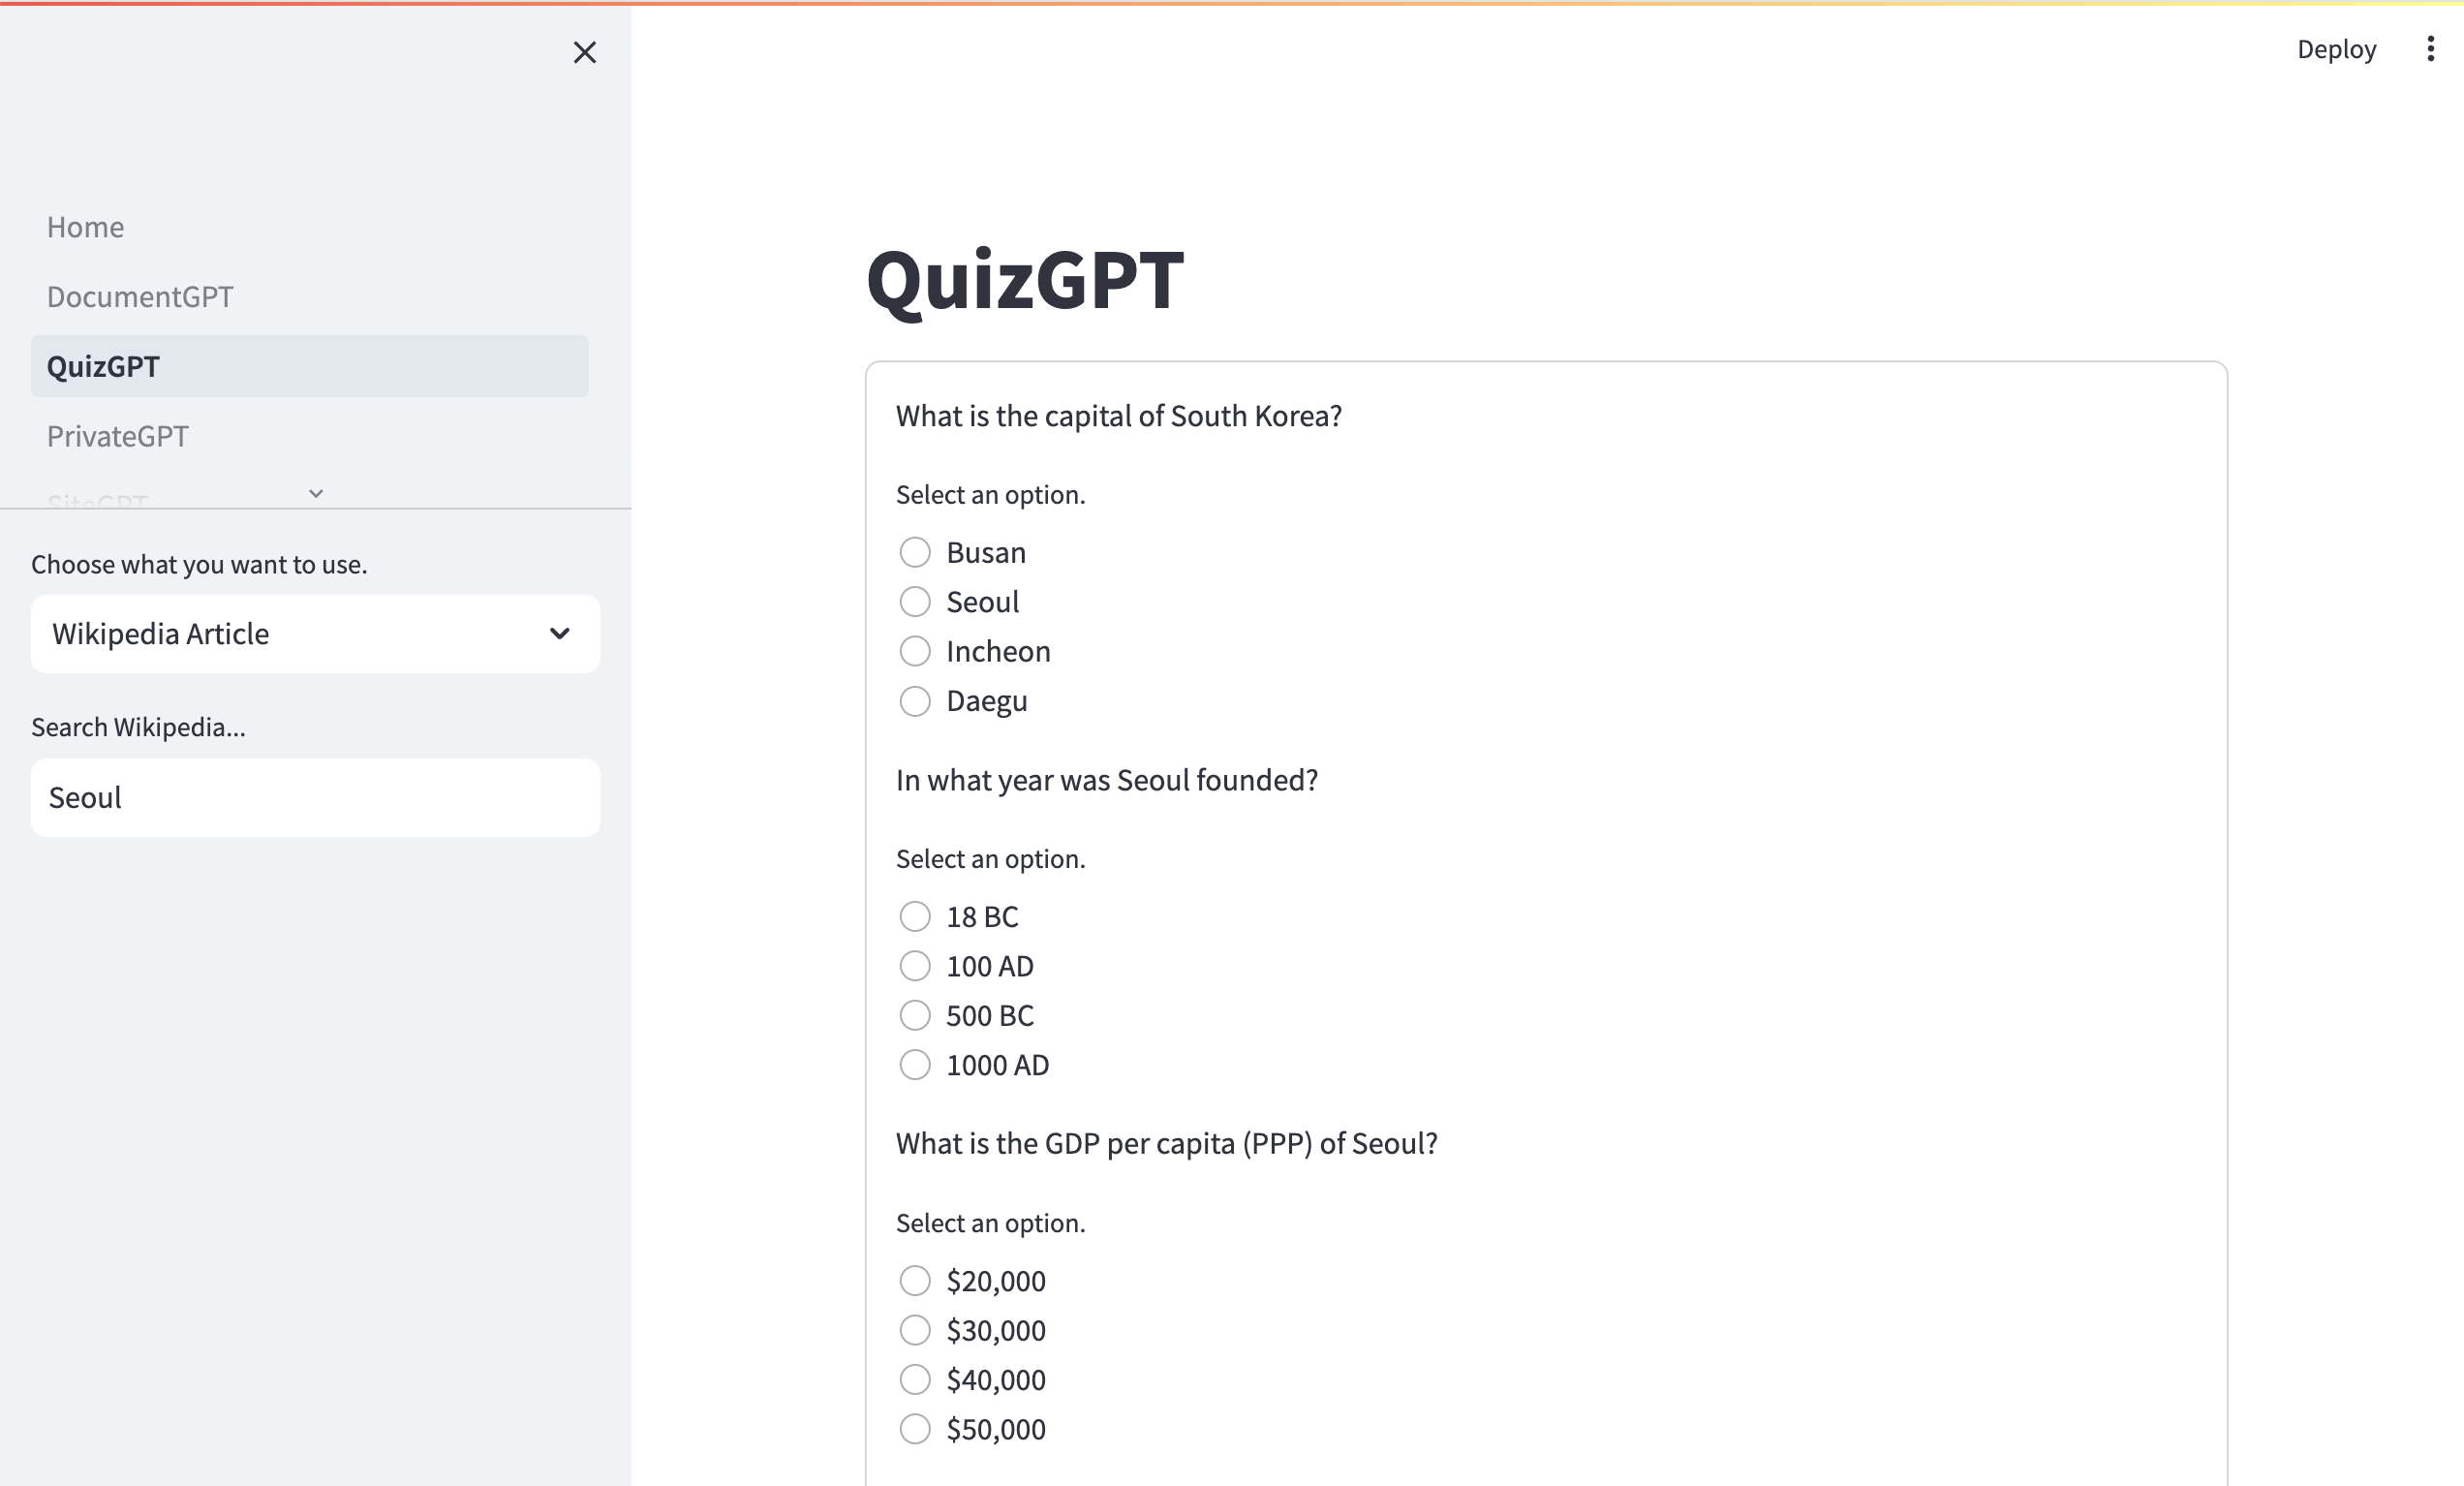 Deploy
Home
DocumentGPT
QuizGPT
PrivateGPT
SiteGPT
Choose what you want to use.
Wikipedia Article
Search Wikipedia...
Seoul
QuizGPT
What is the capital of South Korea?
Select an option.
Busan
Seoul
Incheon
Daegu
In what year was Seoul founded?
Select an option.
18 BC
100 AD
500 BC
1000 AD
What is the GDP per capita (PPP) of Seoul?
Select an option.
$20,000
$30,000
$40,000
$50,000